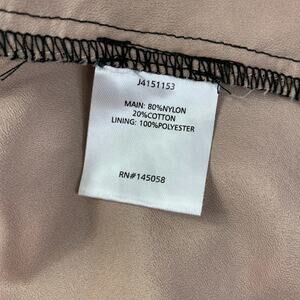 J4151153
MAIN: 80%NYLON
20%COTTON
LINING: 100%POLYESTER
RN#145058